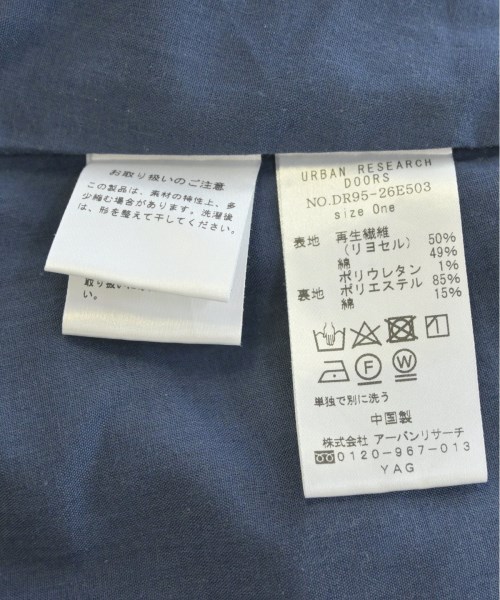 お取り扱いのご注意
この製品は、素材の特性上、多
少縮む場合があります。洗濯後
は、形を整えて干してください。
い。
URBAN RESEARCH
DOORS
NO.DR95-26E503
size One
表地 再生繊維
(リヨセル) 50%
綿 49%
ポリウレタン 1%
裏地 ポリエステル 85%
綿 15%
F W
単独で別に洗う
中国製
株式会社 アーバンリサーチ
0120-967-013
YAG